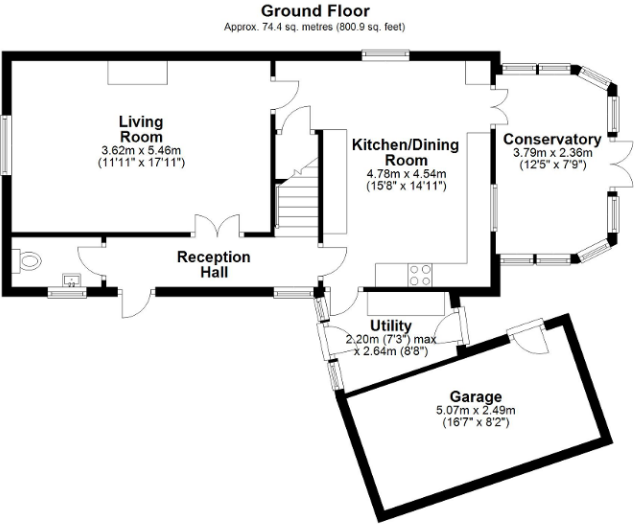 Ground Floor
Approx. 74.4 sq. metres (800.9 sq. feet)
Living
Room
3.62m x 5.46m
(11'11" x 17'11")
Kitchen/Dining
Room
4.78m x 4.54m
(15'8" x 14'11")
Conservatory
3.79m x 2.36m
(12'5" x 7'9")
Reception
Hall
Utility
2.20m (7'3") max
x 2.64m (8'8")
Garage
5.07m x 2.49m
(16'7" x 8'2")